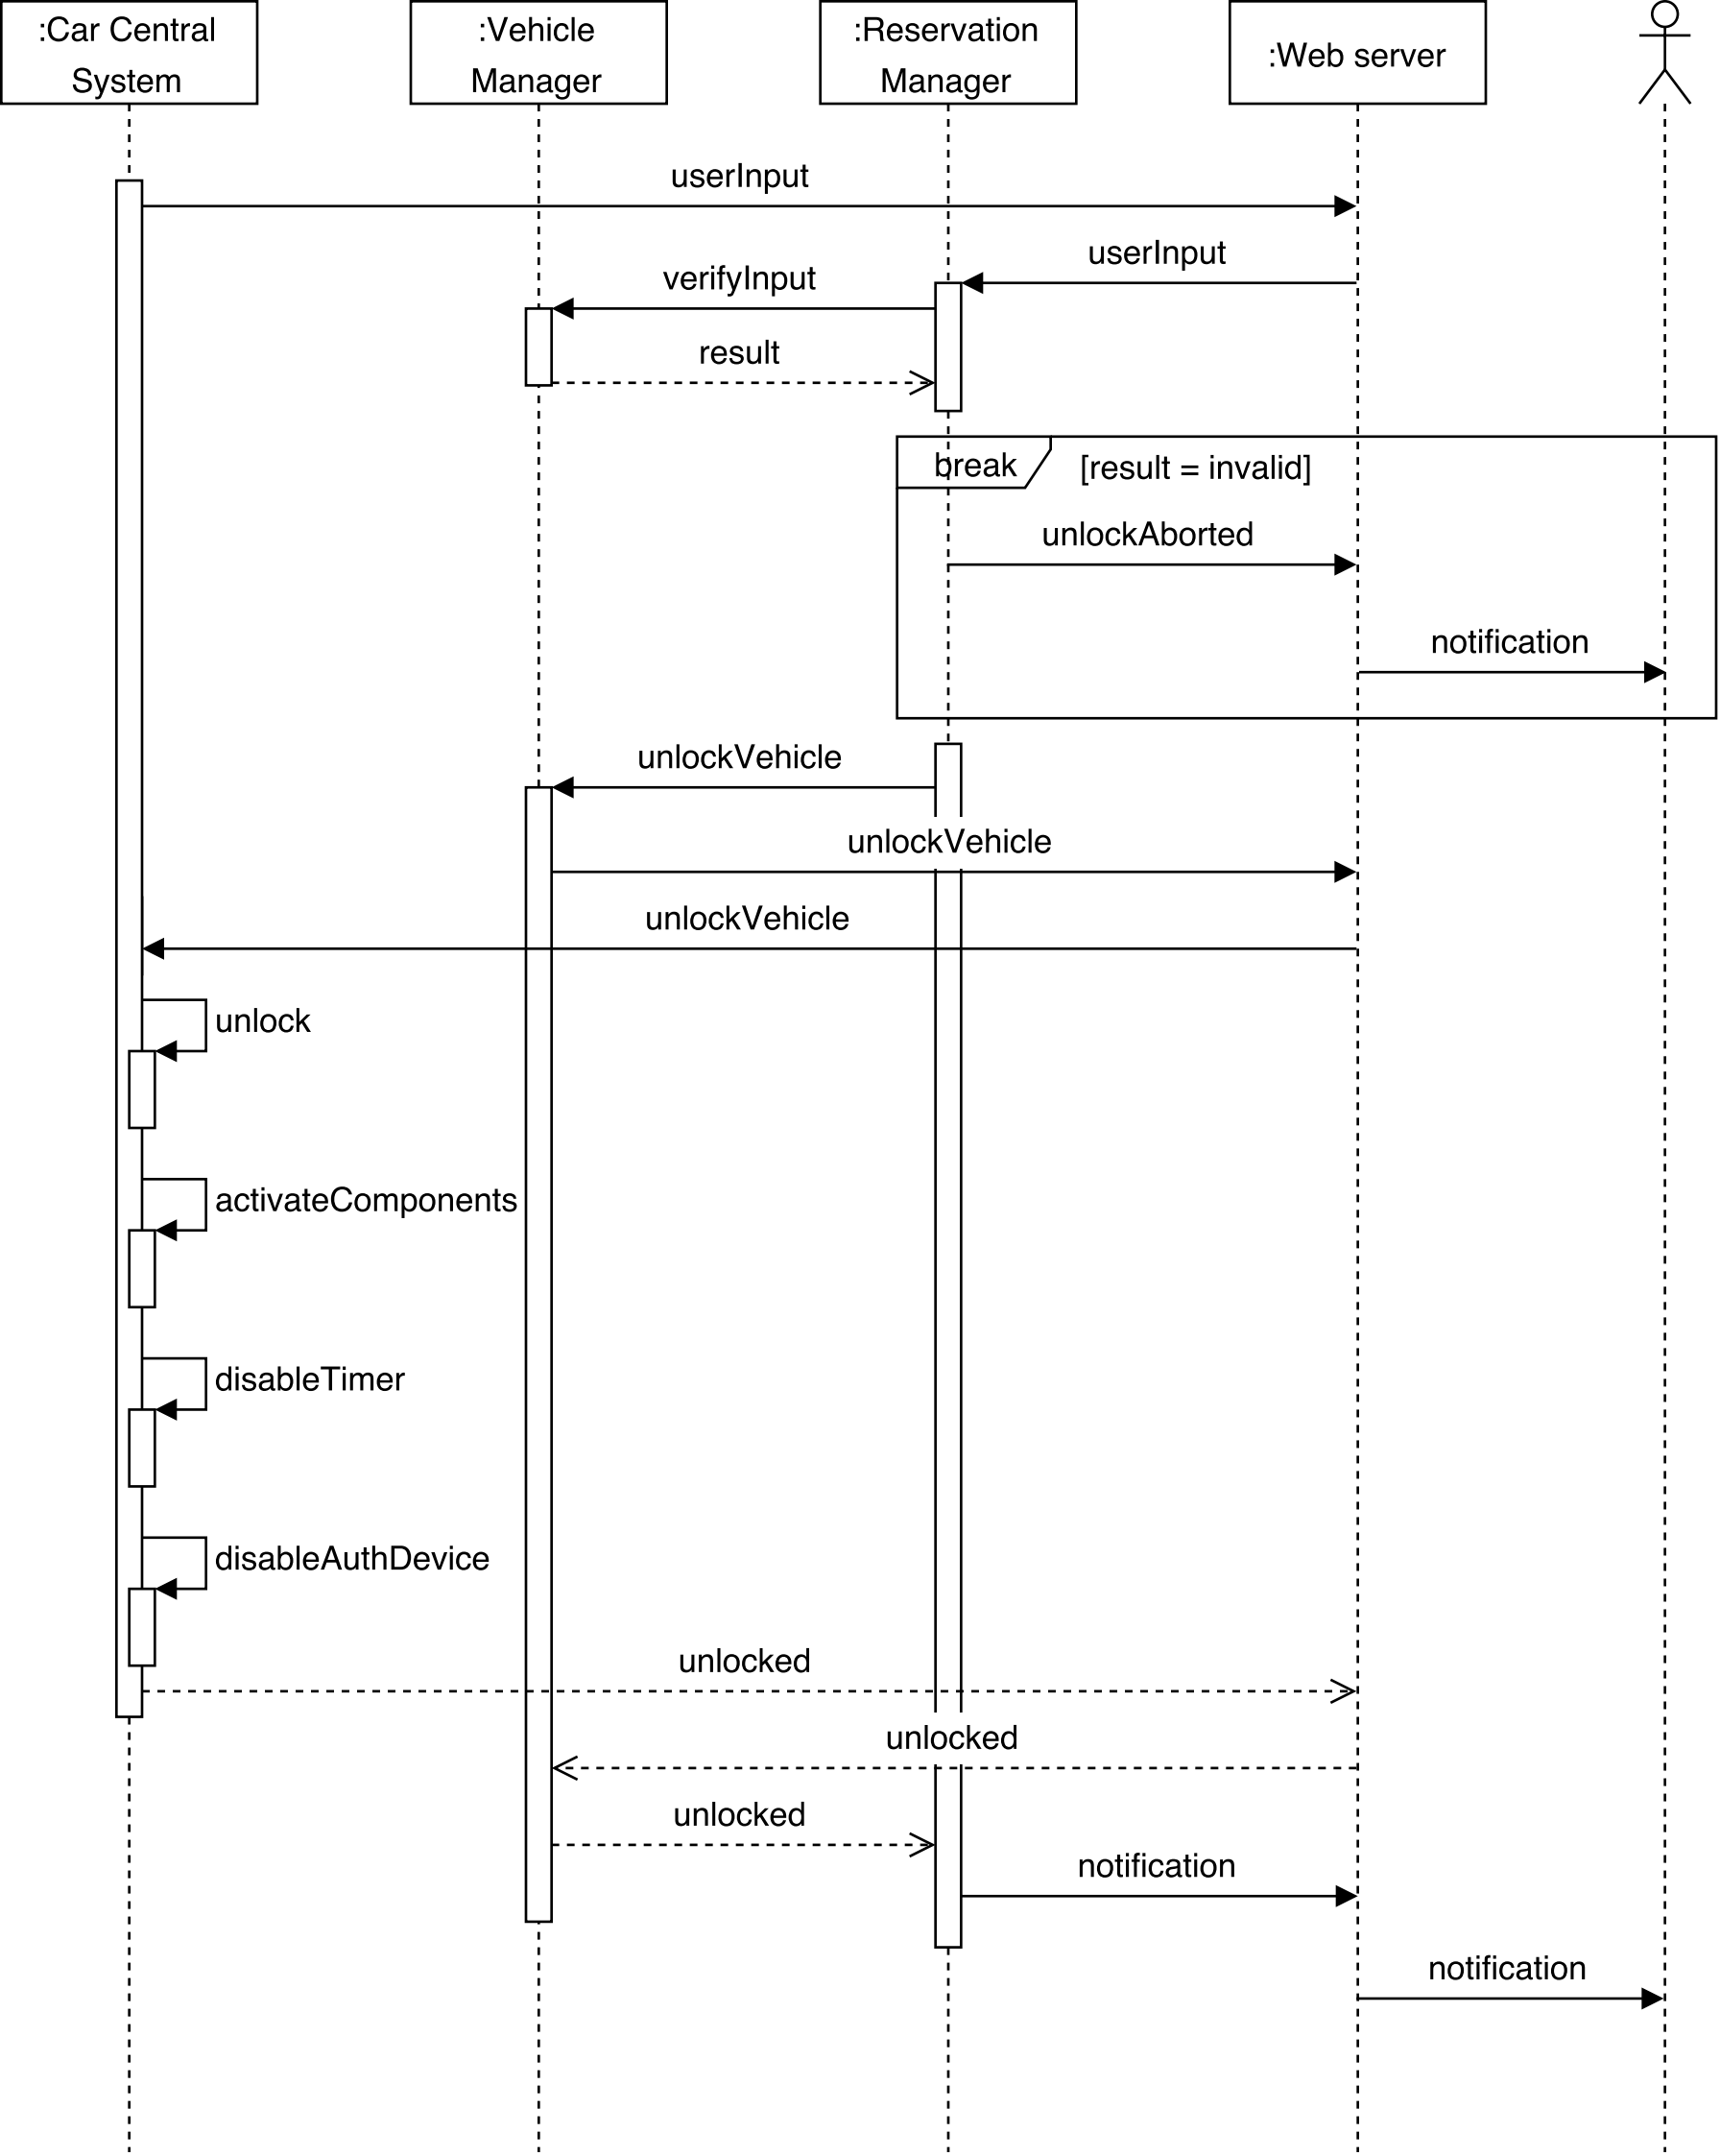 :Car Central
System
:Vehicle
Manager
:Reservation
Manager
:Web server
userInput
userInput
verifyInput
result
break
[result = invalid]
unlockAborted
notification
unlockVehicle
unlockVehicle
unlockVehicle
unlock
activateComponents
disableTimer
disableAuthDevice
unlocked
unlocked
unlocked
notification
notification